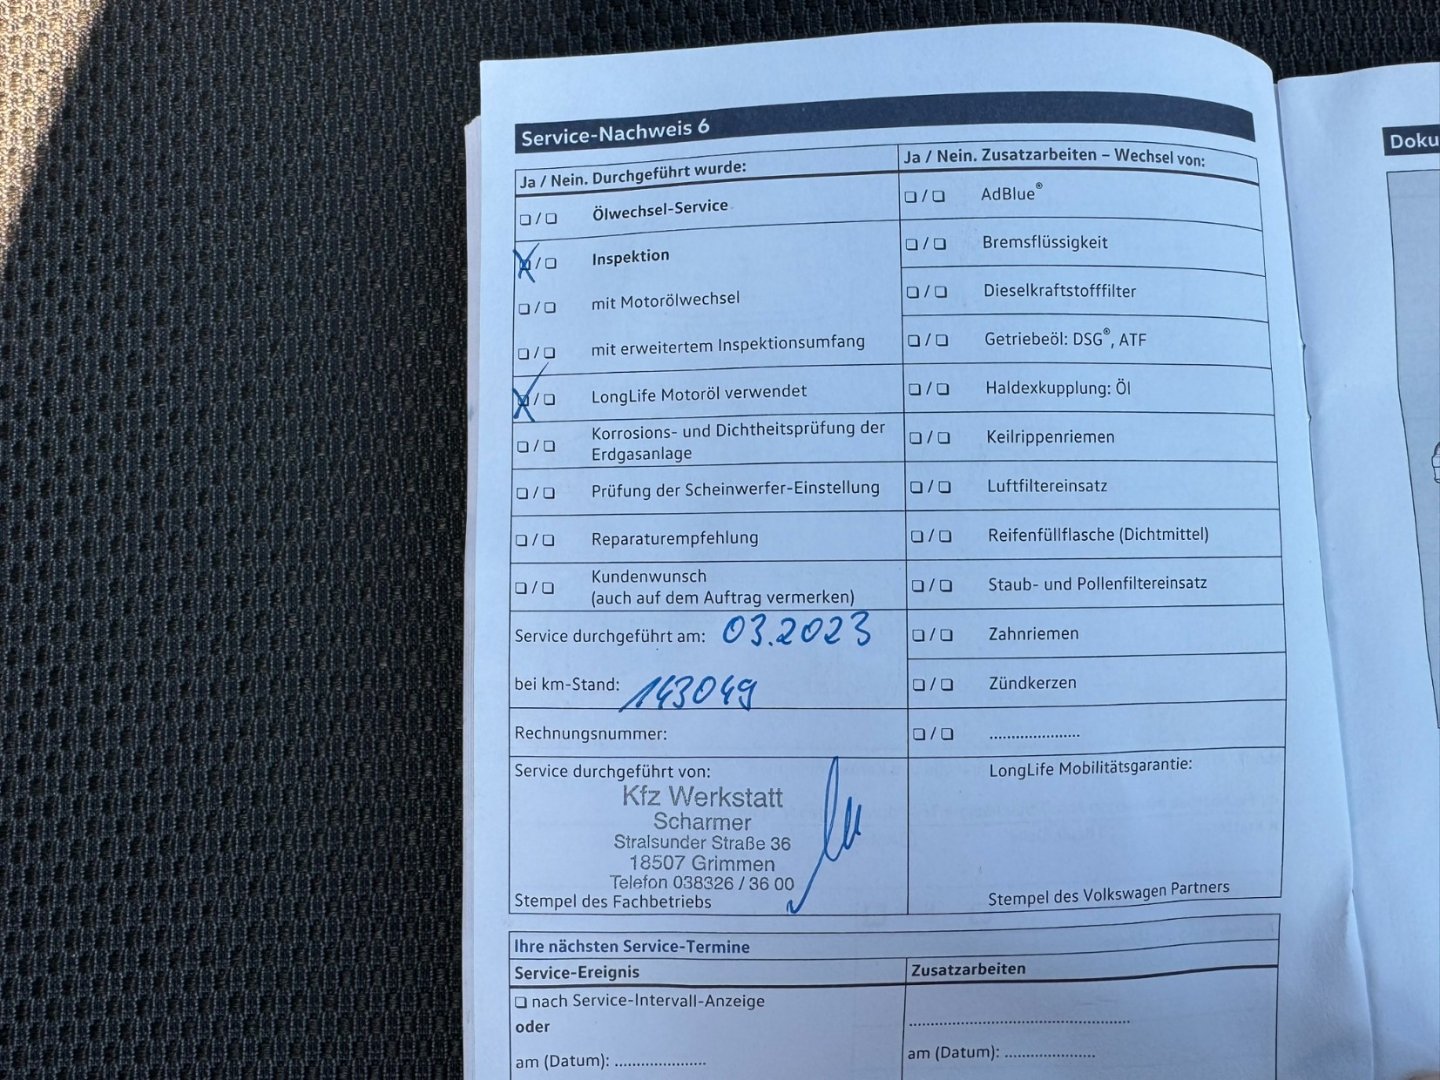 Service-Nachweis 6
Ja / Nein. Durchgeführt wurde:
❏ / ❏ Ölwechsel-Service
❏ / ❏ Inspektion
❏ / ❏ mit Motorölwechsel
❏ / ❏ mit erweitertem Inspektionsumfang
❏ / ❏ LongLife Motoröl verwendet
❏ / ❏ Korrosions- und Dichtheitsprüfung der
Erdgasanlage
❏ / ❏ Prüfung der Scheinwerfer-Einstellung
❏ / ❏ Reparaturempfehlung
❏ / ❏ Kundenwunsch
(auch auf dem Auftrag vermerken)
Service durchgeführt am: 03.2023
bei km-Stand: 143049
Rechnungsnummer:
Service durchgeführt von:
Kfz Werkstatt
Scharmer
Stralsunder Straße 36
18507 Grimmen
Telefon 038326 / 36 00
Stempel des Fachbetriebs
Ja / Nein. Zusatzarbeiten – Wechsel von:
❏ / ❏ AdBlue®
❏ / ❏ Bremsflüssigkeit
❏ / ❏ Dieselkraftstofffilter
❏ / ❏ Getriebeöl: DSG®, ATF
❏ / ❏ Haldexkupplung: Öl
❏ / ❏ Keilrippenriemen
❏ / ❏ Luftfiltereinsatz
❏ / ❏ Reifenfüllflasche (Dichtmittel)
❏ / ❏ Staub- und Pollenfiltereinsatz
❏ / ❏ Zahnriemen
❏ / ❏ Zündkerzen
❏ / ❏ .....................
LongLife Mobilitätsgarantie:
Stempel des Volkswagen Partners
Ihre nächsten Service-Termine
Service-Ereignis
❏ nach Service-Intervall-Anzeige
oder
am (Datum): .....................
Zusatzarbeiten
...................................................
am (Datum): .....................
Doku